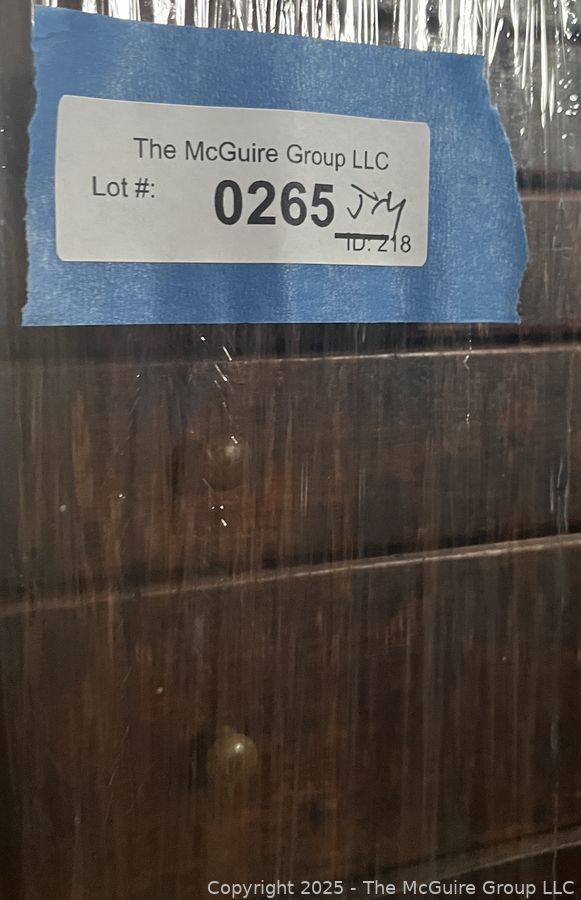 The McGuire Group LLC
Lot #: 0265
ID: 218
Copyright 2025 - The McGuire Group LLC